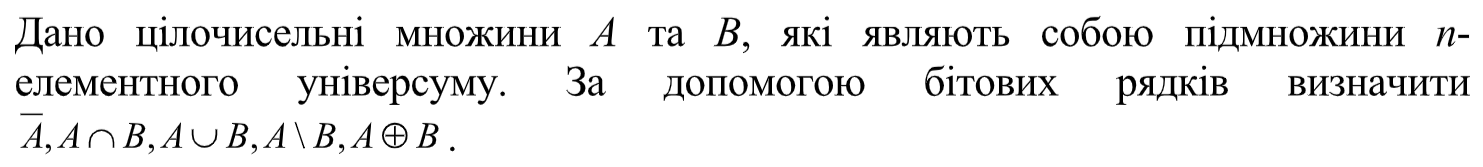 Дано цілочисельні множини A та B, які являють собою підмножини n-
елементного універсуму. За допомогою бітових рядків визначити
A̅, A ∩ B, A ∪ B, A \ B, A ⊕ B .